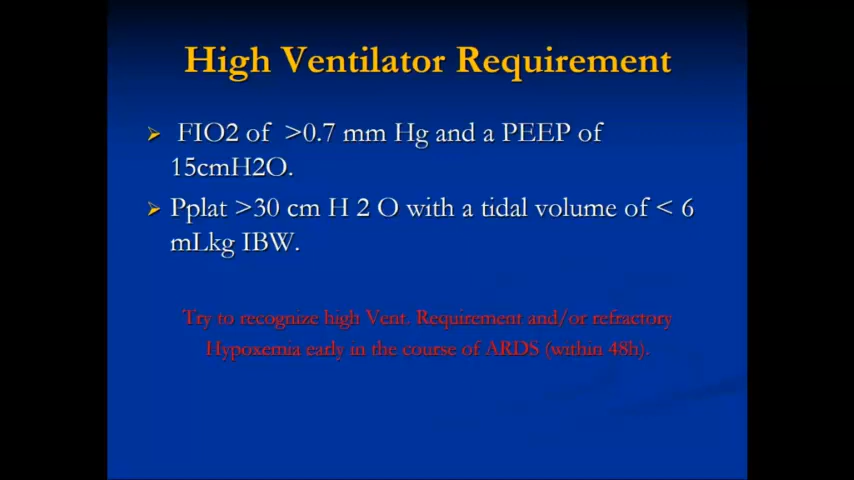 High Ventilator Requirement
FIO2 of >0.7 mm Hg and a PEEP of
15cmH2O.
Pplat >30 cm H 2 O with a tidal volume of < 6
mLkg IBW.
Try to recognize high Vent. Requirement and/or refractory
Hypoxemia early in the course of ARDS (within 48h).